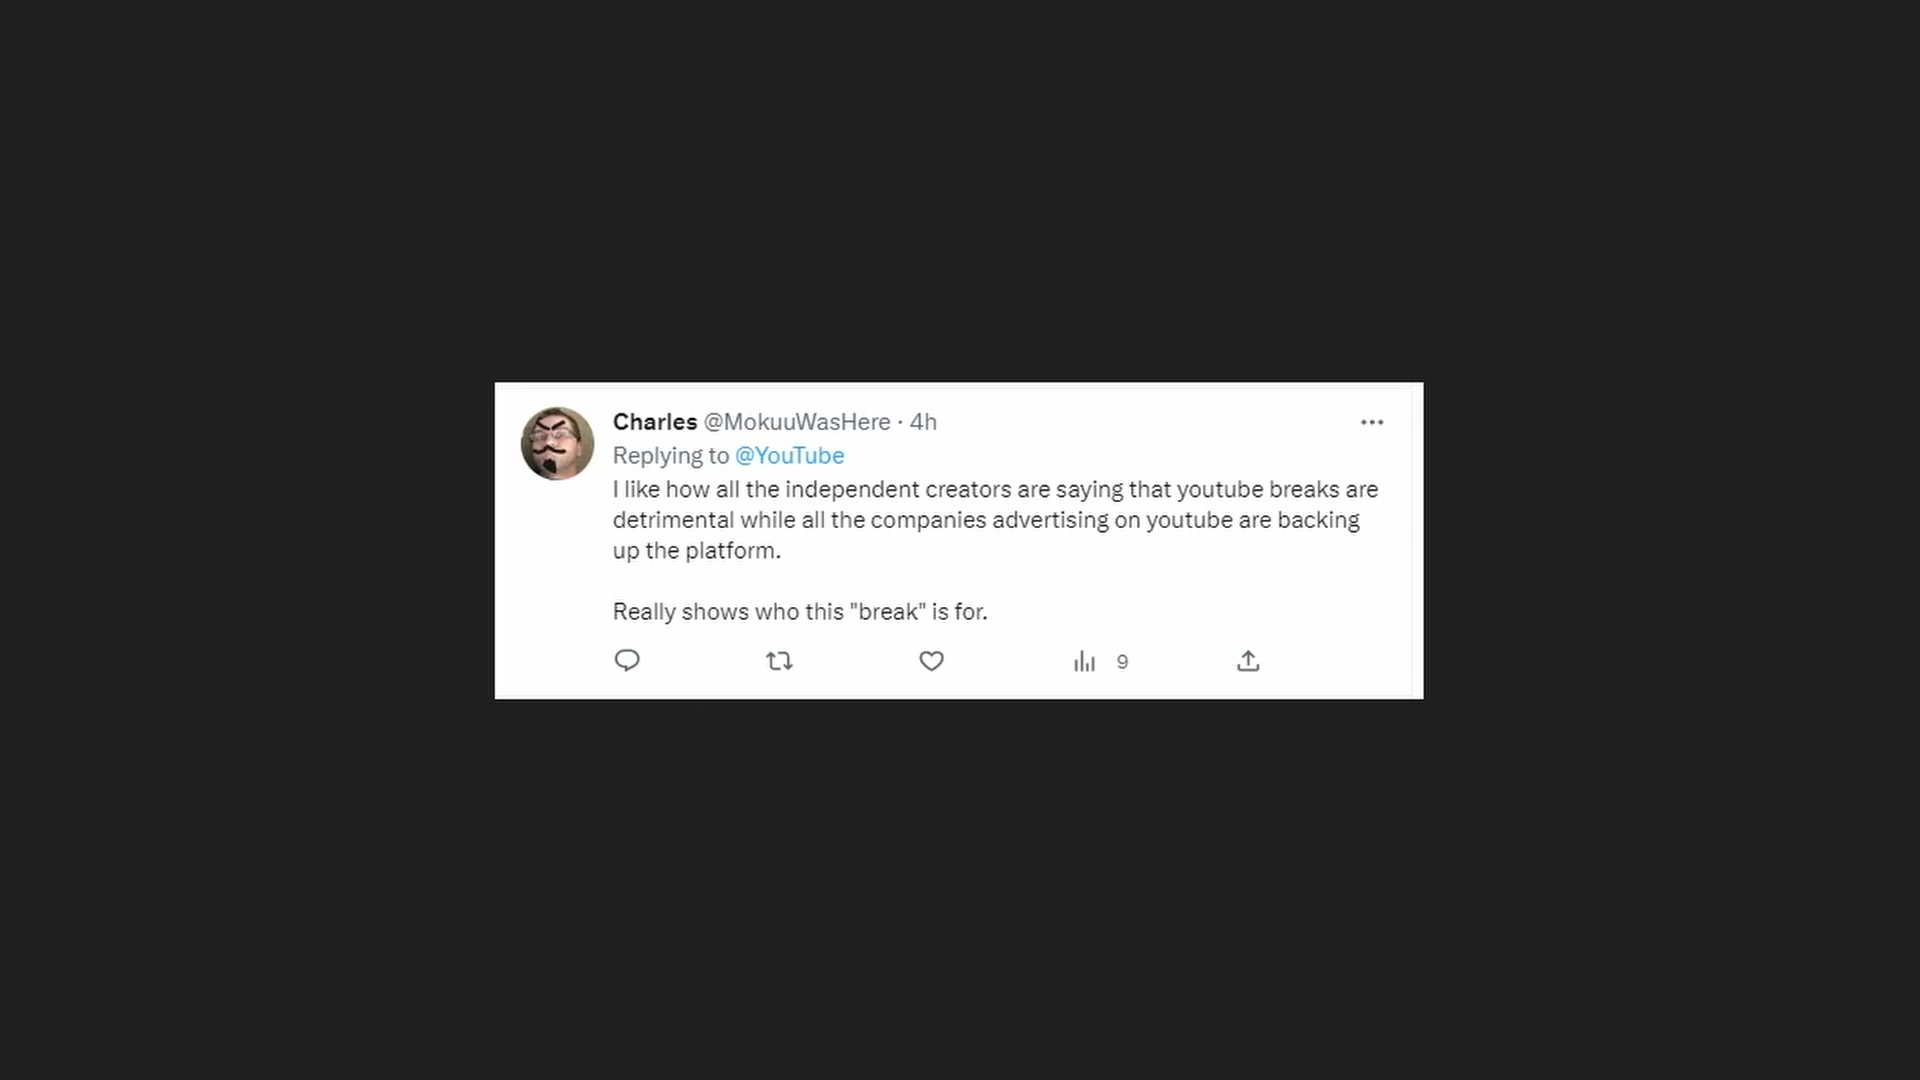 Charles @MokuuWasHere · 4h
Replying to @YouTube
I like how all the independent creators are saying that youtube breaks are
detrimental while all the companies advertising on youtube are backing
up the platform.
Really shows who this "break" is for.
9